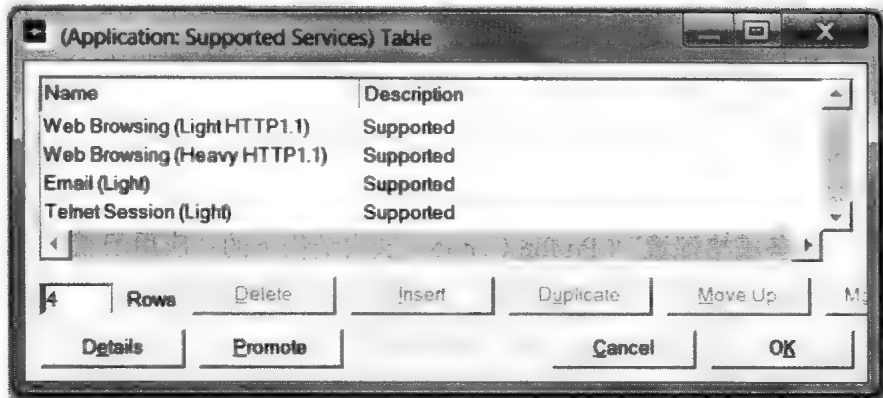 (Application: Supported Services) Table
Name Description
Web Browsing (Light HTTP1.1) Supported
Web Browsing (Heavy HTTP1.1) Supported
Email (Light) Supported
Telnet Session (Light) Supported
4 Rows Delete Insert Duplicate Move Up
Details Promote Cancel OK